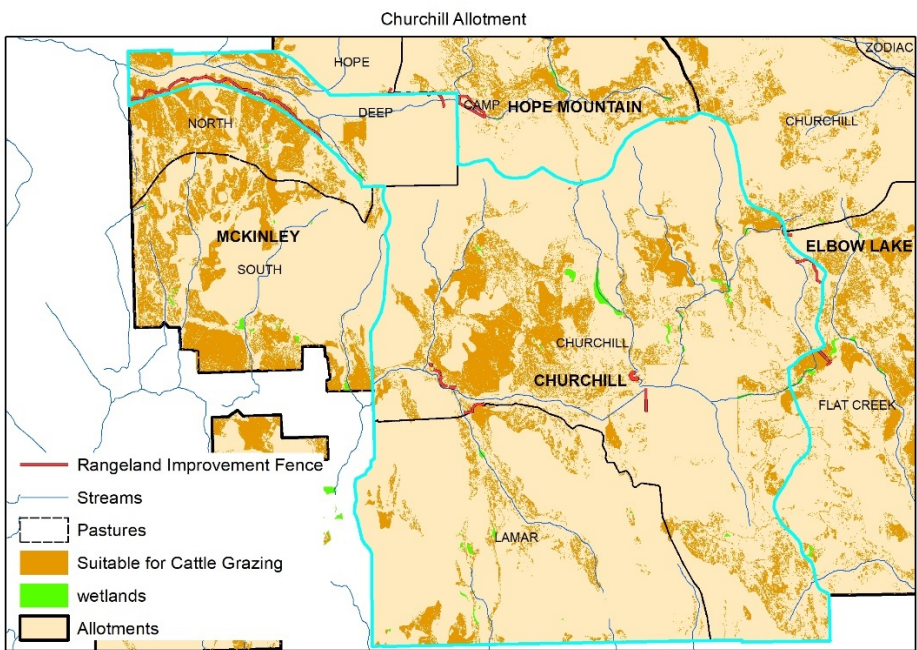 Churchill Allotment
HOPE
ZODIAC
CAMP
HOPE MOUNTAIN
DEEP
NORTH
CHURCHILL
MCKINLEY
ELBOW LAKE
SOUTH
CHURCHILL
CHURCHILL
FLAT CREEK
Rangeland Improvement Fence
Streams
Pastures
Suitable for Cattle Grazing
LAMAR
wetlands
Allotments